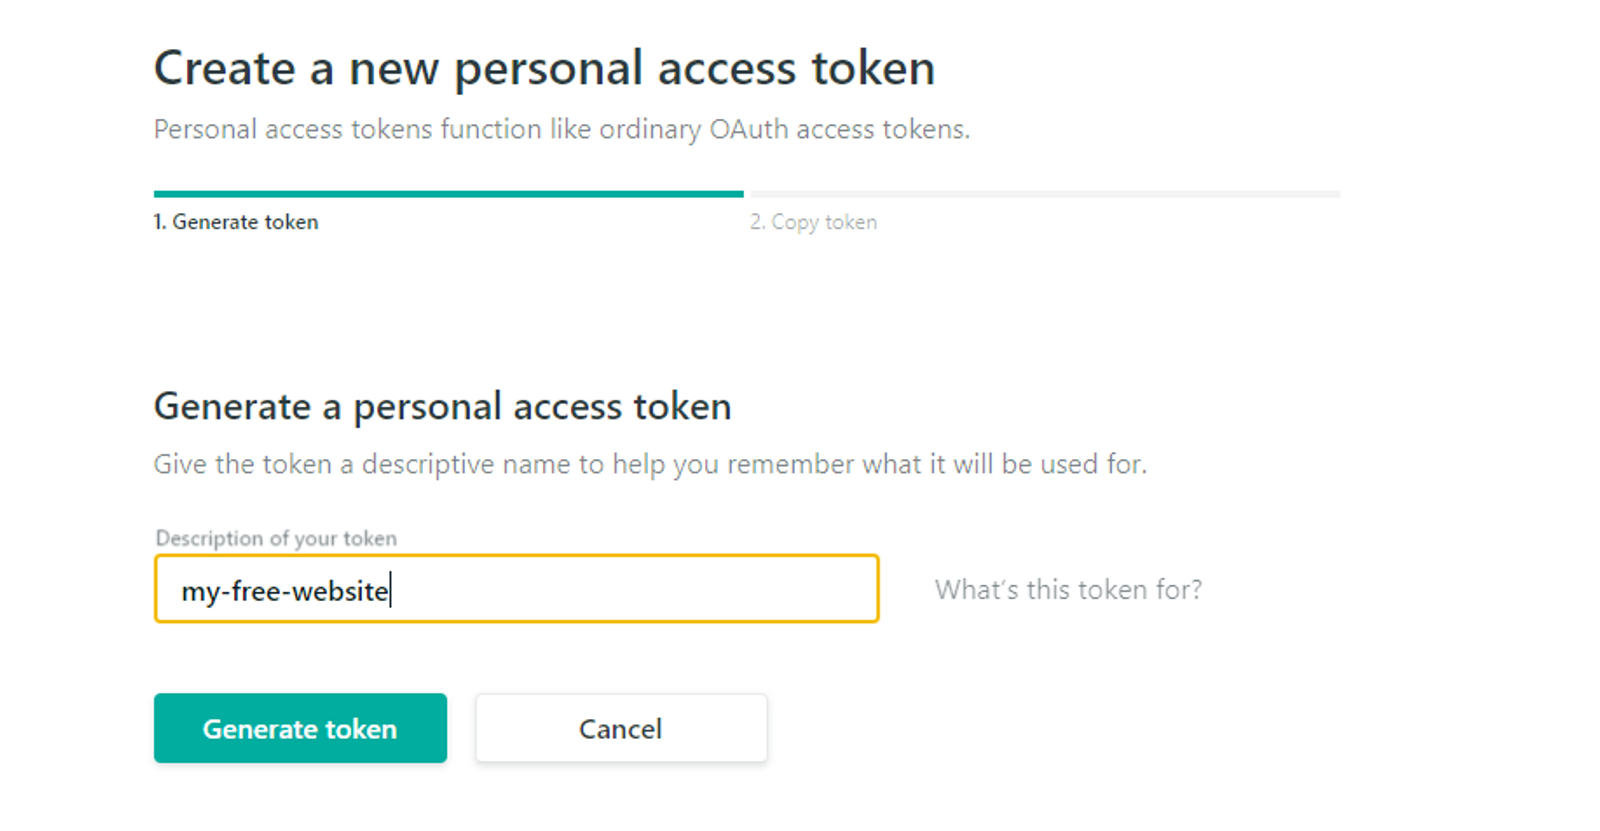 Create a new personal access token
Personal access tokens function like ordinary OAuth access tokens.
1. Generate token
2. Copy token
Generate a personal access token
Give the token a descriptive name to help you remember what it will be used for.
Description of your token
my-free-website
What's this token for?
Generate token
Cancel